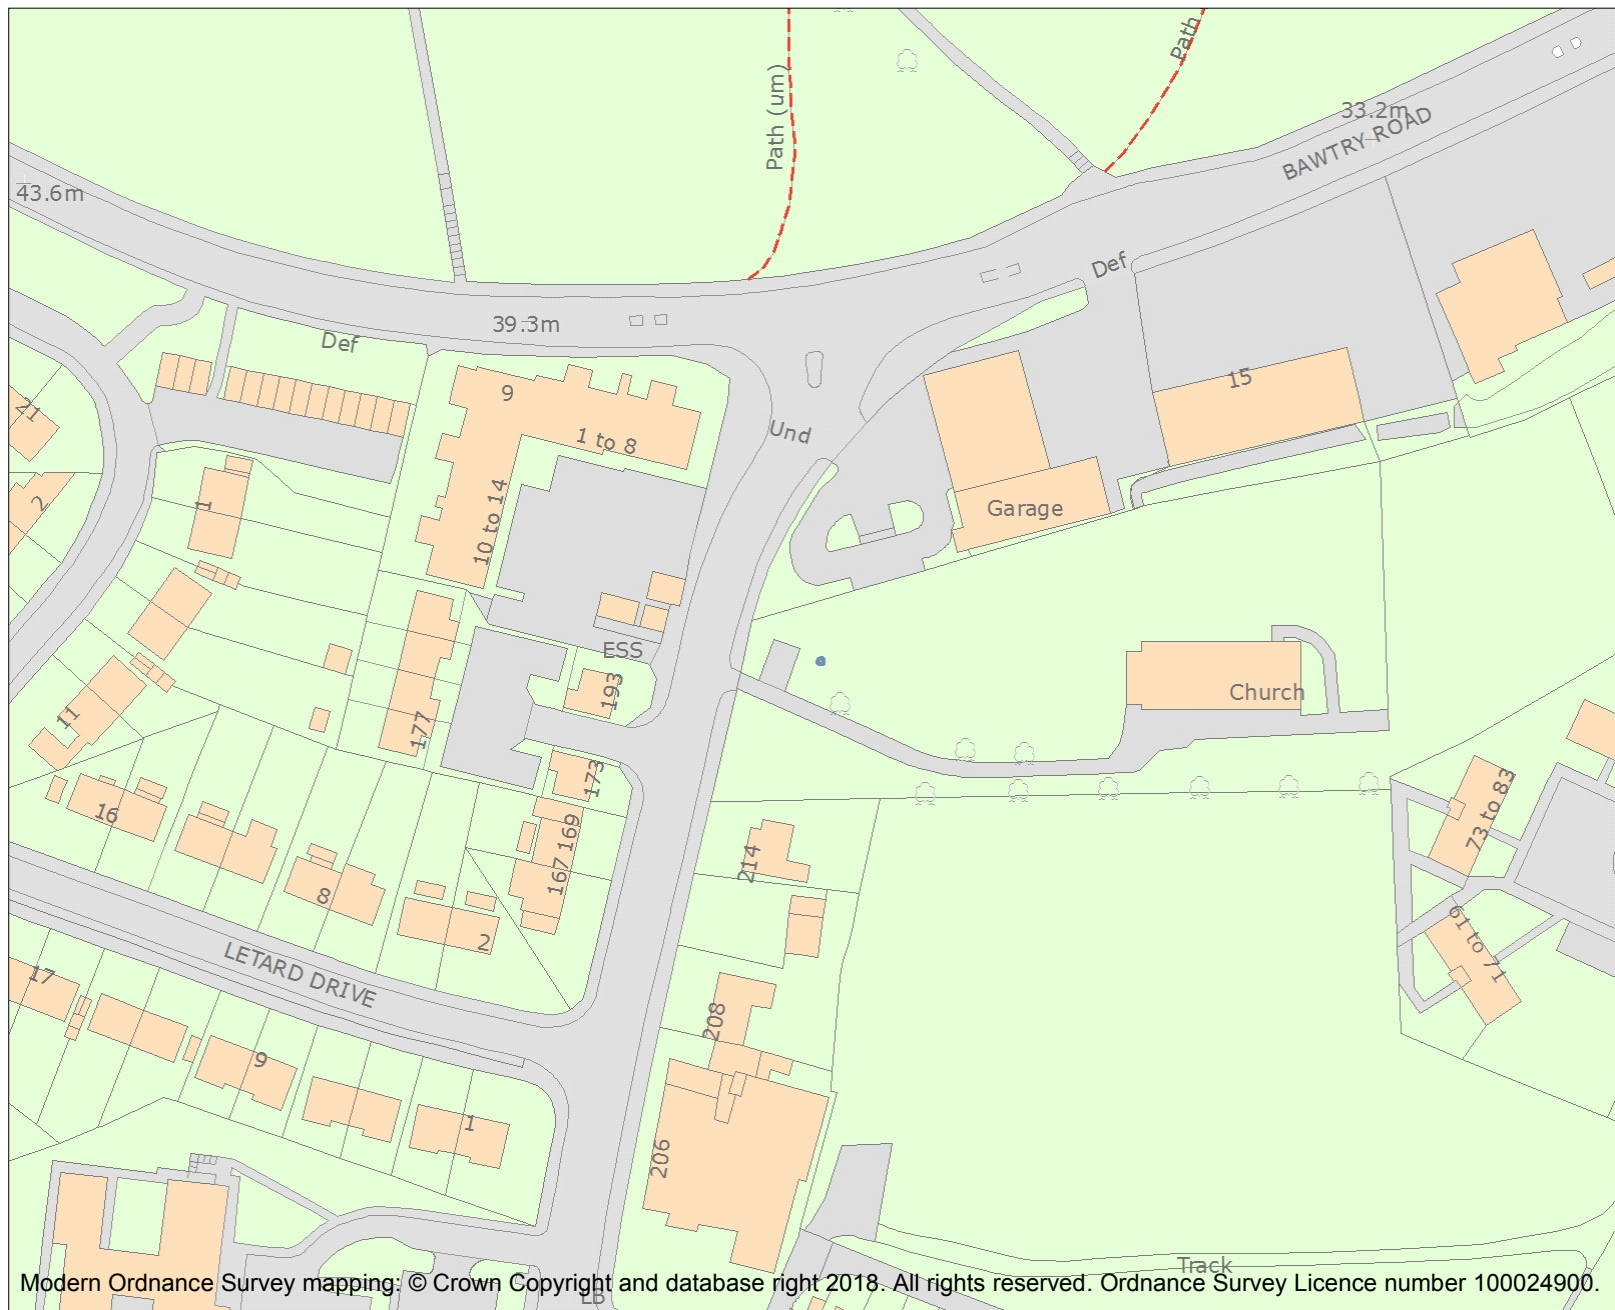 Path (um)
Path
33.2m
BAWTRY ROAD
43.6m
Def
39.3m
Def
9
1 to 8
Und
15
21
2
1
10 to 14
Garage
ESS
193
Church
11
177
173
16
169
167
214
73 to 83
8
2
61 to 71
LETARD DRIVE
17
208
9
1
206
Track
LB
Modern Ordnance Survey mapping: © Crown Copyright and database right 2018. All rights reserved. Ordnance Survey Licence number 100024900.